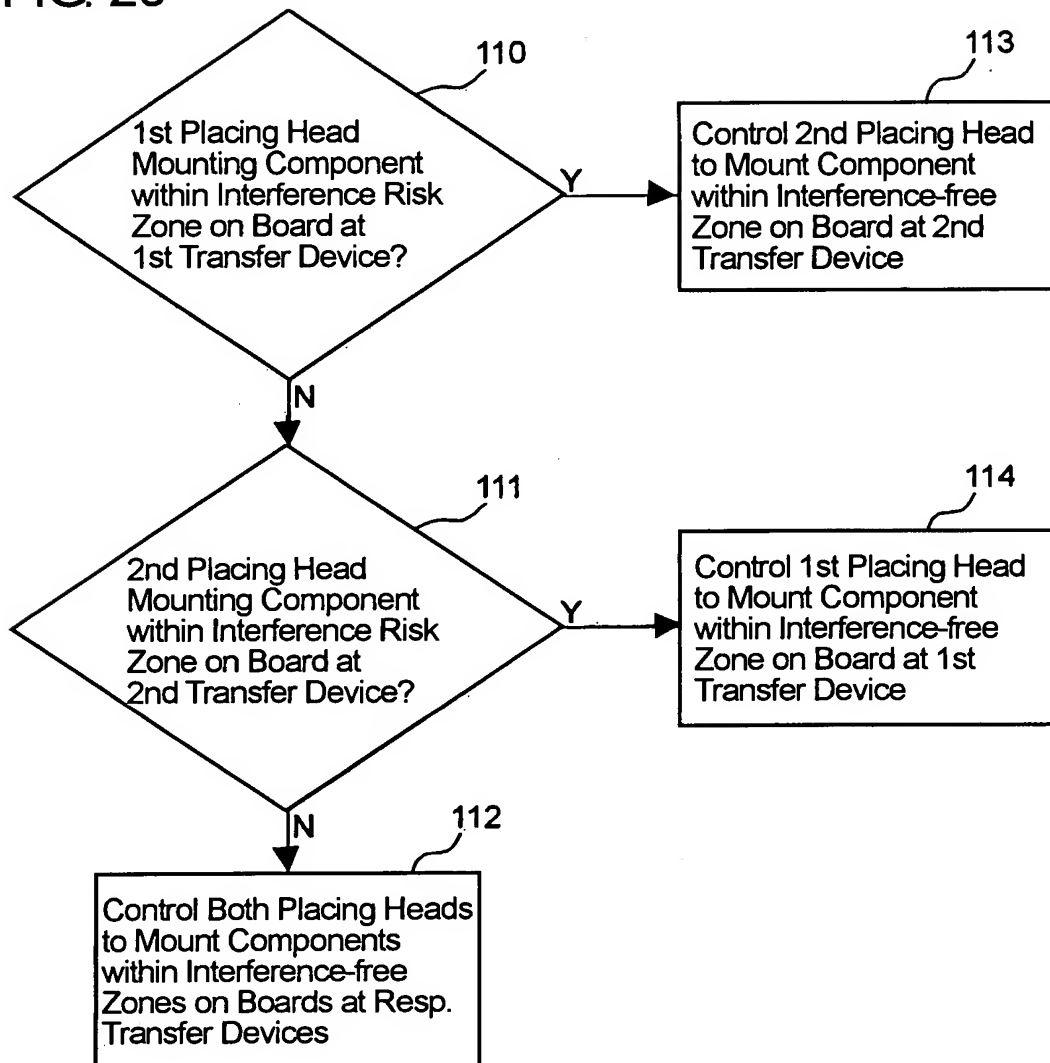 FIG.
110
1st Placing Head
Mounting Component
within Interference Risk
Zone on Board at
1st Transfer Device?
Y
113
Control 2nd Placing Head
to Mount Component
within Interference-free
Zone on Board at 2nd
Transfer Device
N
111
2nd Placing Head
Mounting Component
within Interference Risk
Zone on Board at
2nd Transfer Device?
Y
114
Control 1st Placing Head
to Mount Component
within Interference-free
Zone on Board at 1st
Transfer Device
N
112
Control Both Placing Heads
to Mount Components
within Interference-free
Zones on Boards at Resp.
Transfer Devices